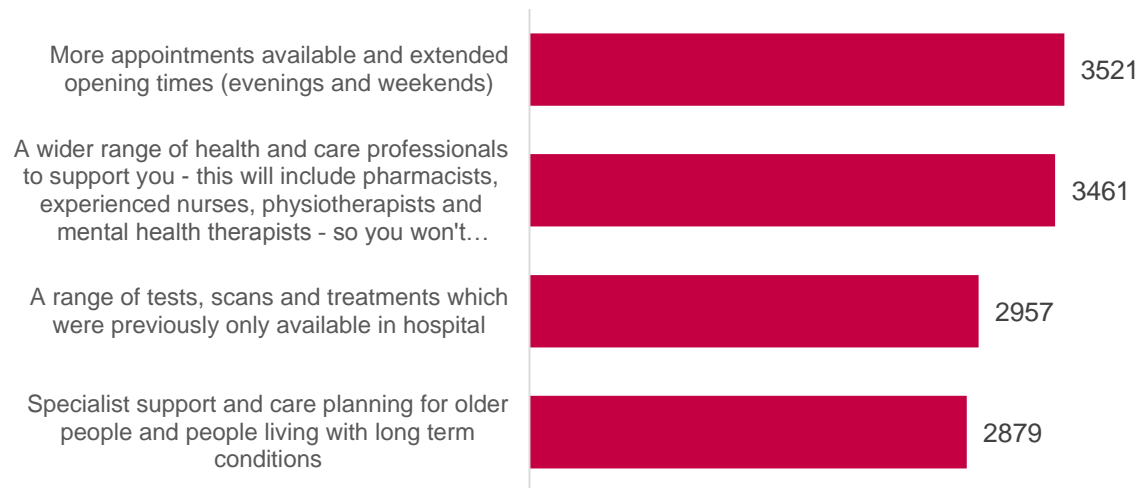 More appointments available and extended
opening times (evenings and weekends)
3521
A wider range of health and care professionals
to support you - this will include pharmacists,
experienced nurses, physiotherapists and
mental health therapists - so you won't…
3461
A range of tests, scans and treatments which
were previously only available in hospital
2957
Specialist support and care planning for older
people and people living with long term
conditions
2879